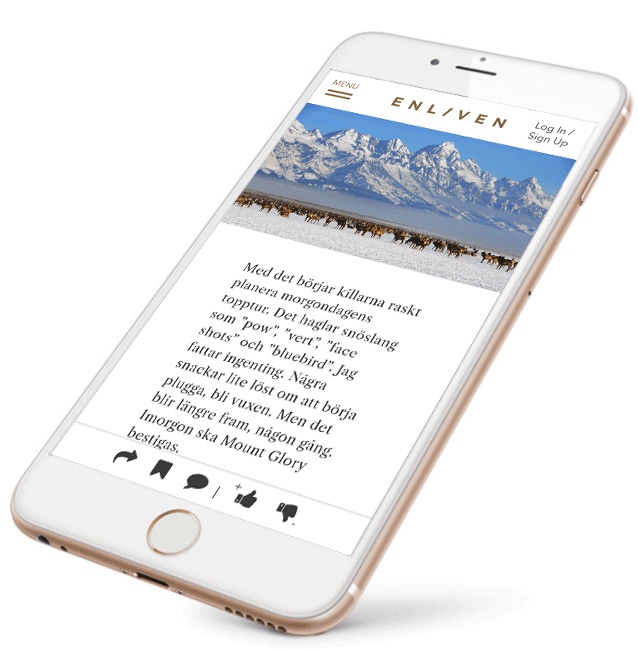 MENU
ENL/VEN
Log In /
Sign Up
Med det börjar killarna raskt
planera morgondagens
topptur. Det haglar snöslang
som "pow", "vert", "face
shots" och "bluebird". Jag
fattar ingenting. Några
snackar lite löst om att börja
plugga, bli vuxen. Men det
blir längre fram, någon gång.
Imorgon ska Mount Glory
bestigas.